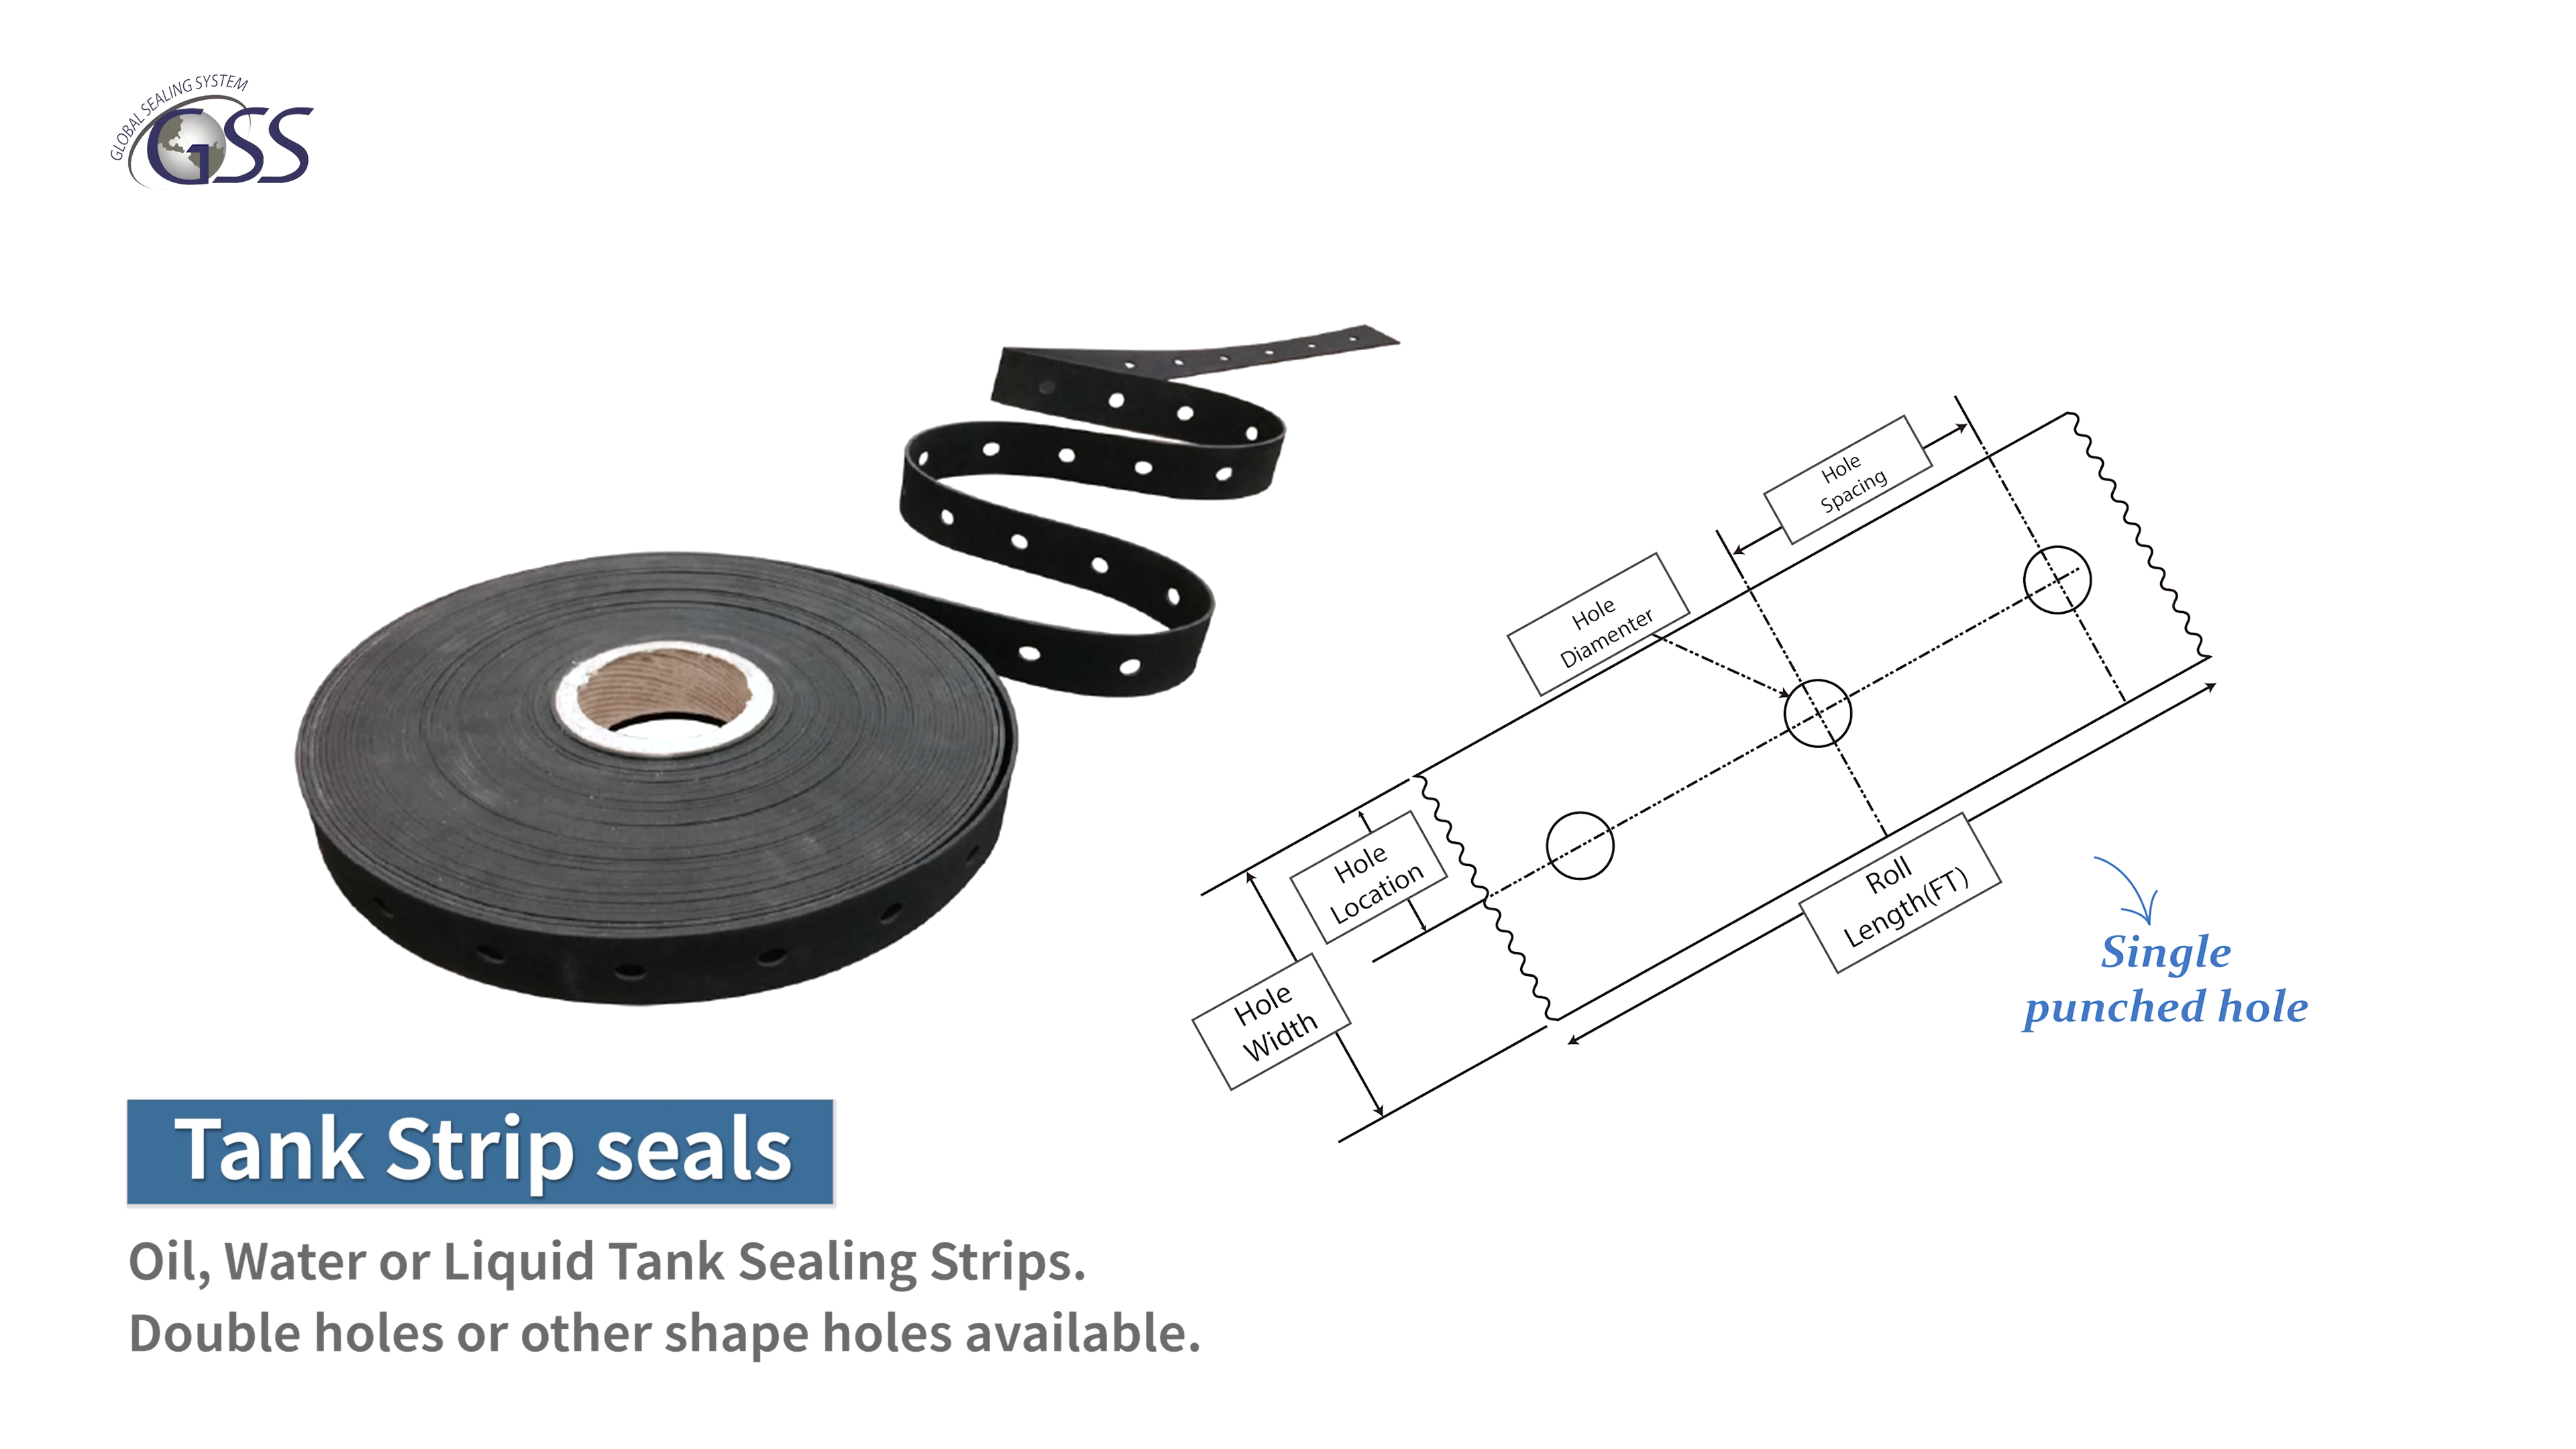 GLOBAL SEALING SYSTEM
GSS
Hole
Spacing
Hole
Diamenter
Hole
Location
Hole
Width
Roll
Length(FT)
Single
punched hole
Tank Strip seals
Oil, Water or Liquid Tank Sealing Strips.
Double holes or other shape holes available.